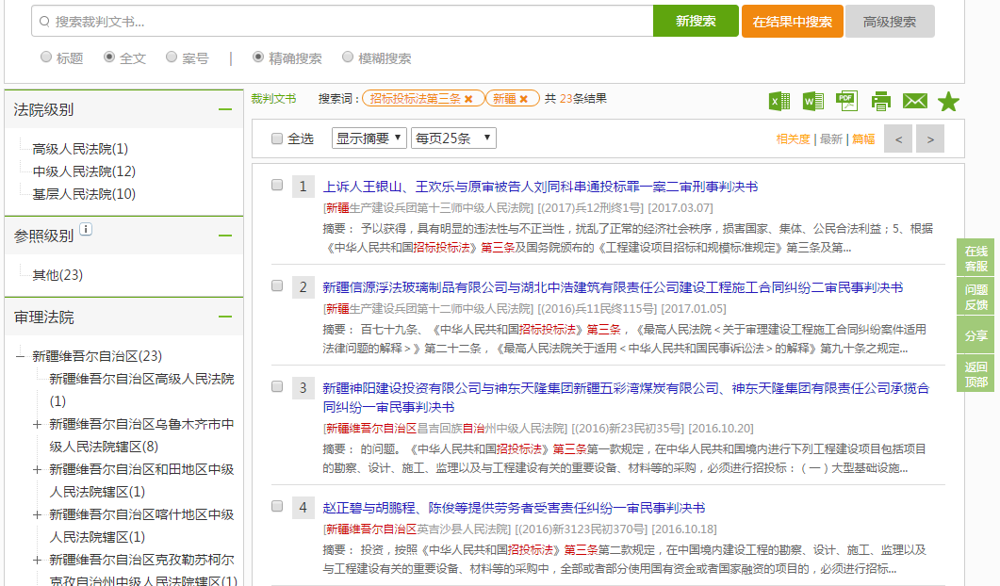 搜索裁判文书...
新搜索
在结果中搜索
高级搜索
标题
全文
案号
|
精确搜索
模糊搜索
法院级别
高级人民法院(1)
中级人民法院(12)
基层人民法院(10)
参照级别
其他(23)
审理法院
新疆维吾尔自治区(23)
新疆维吾尔自治区高级人民法院
(1)
新疆维吾尔自治区乌鲁木齐市中
级人民法院辖区(8)
新疆维吾尔自治区和田地区中级
人民法院辖区(1)
新疆维吾尔自治区喀什地区中级
人民法院辖区(1)
新疆维吾尔自治区克孜勒苏柯尔
克孜自治州中级人民法院辖区(1)
裁判文书 搜索词： 招标投标法第三条 × 新疆 × 共 23条结果
全选 显示摘要 每页25条
相关度 | 最新 | 篇幅 < >
1 上诉人王银山、王欢乐与原审被告人刘同科串通投标罪一案二审刑事判决书
[新疆生产建设兵团第十三师中级人民法院] [(2017)兵12刑终1号] [2017.03.07]
摘要： 予以获得，具有明显的违法性与不正当性，扰乱了正常的经济社会秩序，损害国家、集体、公民合法利益；5、根据
《中华人民共和国招标投标法》第三条及国务院颁布的《工程建设项目招标和规模标准规定》第三条及第...
2 新疆信源浮法玻璃制品有限公司与湖北中浩建筑有限责任公司建设工程施工合同纠纷二审民事判决书
[新疆生产建设兵团第十二师中级人民法院] [(2016)兵11民终115号] [2017.01.05]
摘要： 百七十九条、《中华人民共和国招标投标法》第三条，《最高人民法院＜关于审理建设工程施工合同纠纷案件适用
法律问题的解释＞》第二十二条，《最高人民法院关于适用＜中华人民共和国民事诉讼法＞的解释》第九十条之规定...
3 新疆神阳建设投资有限公司与神东天隆集团新疆五彩湾煤炭有限公司、神东天隆集团有限责任公司承揽合
同纠纷一审民事判决书
[新疆维吾尔自治区昌吉回族自治州中级人民法院] [(2016)新23民初35号] [2016.10.20]
摘要： 的问题。《中华人民共和国招投标法》第三条第一款规定，在中华人民共和国境内进行下列工程建设项目包括项目
的勘察、设计、施工、监理以及与工程建设有关的重要设备、材料等的采购，必须进行招投标：（一）大型基础设施...
4 赵正碧与胡鹏程、陈俊等提供劳务者受害责任纠纷一审民事判决书
[新疆维吾尔自治区英吉沙县人民法院] [(2016)新3123民初370号] [2016.10.18]
摘要： 投资，按照《中华人民共和国招投标法》第三条第二款规定，在中国境内建设工程的勘察、设计、施工、监理以及
与工程建设有关的重要设备、材料等的采购中，全部或者部分使用国有资金或者国家融资的项目的，必须进行招标...
在线
客服
问题
反馈
分享
返回
顶部